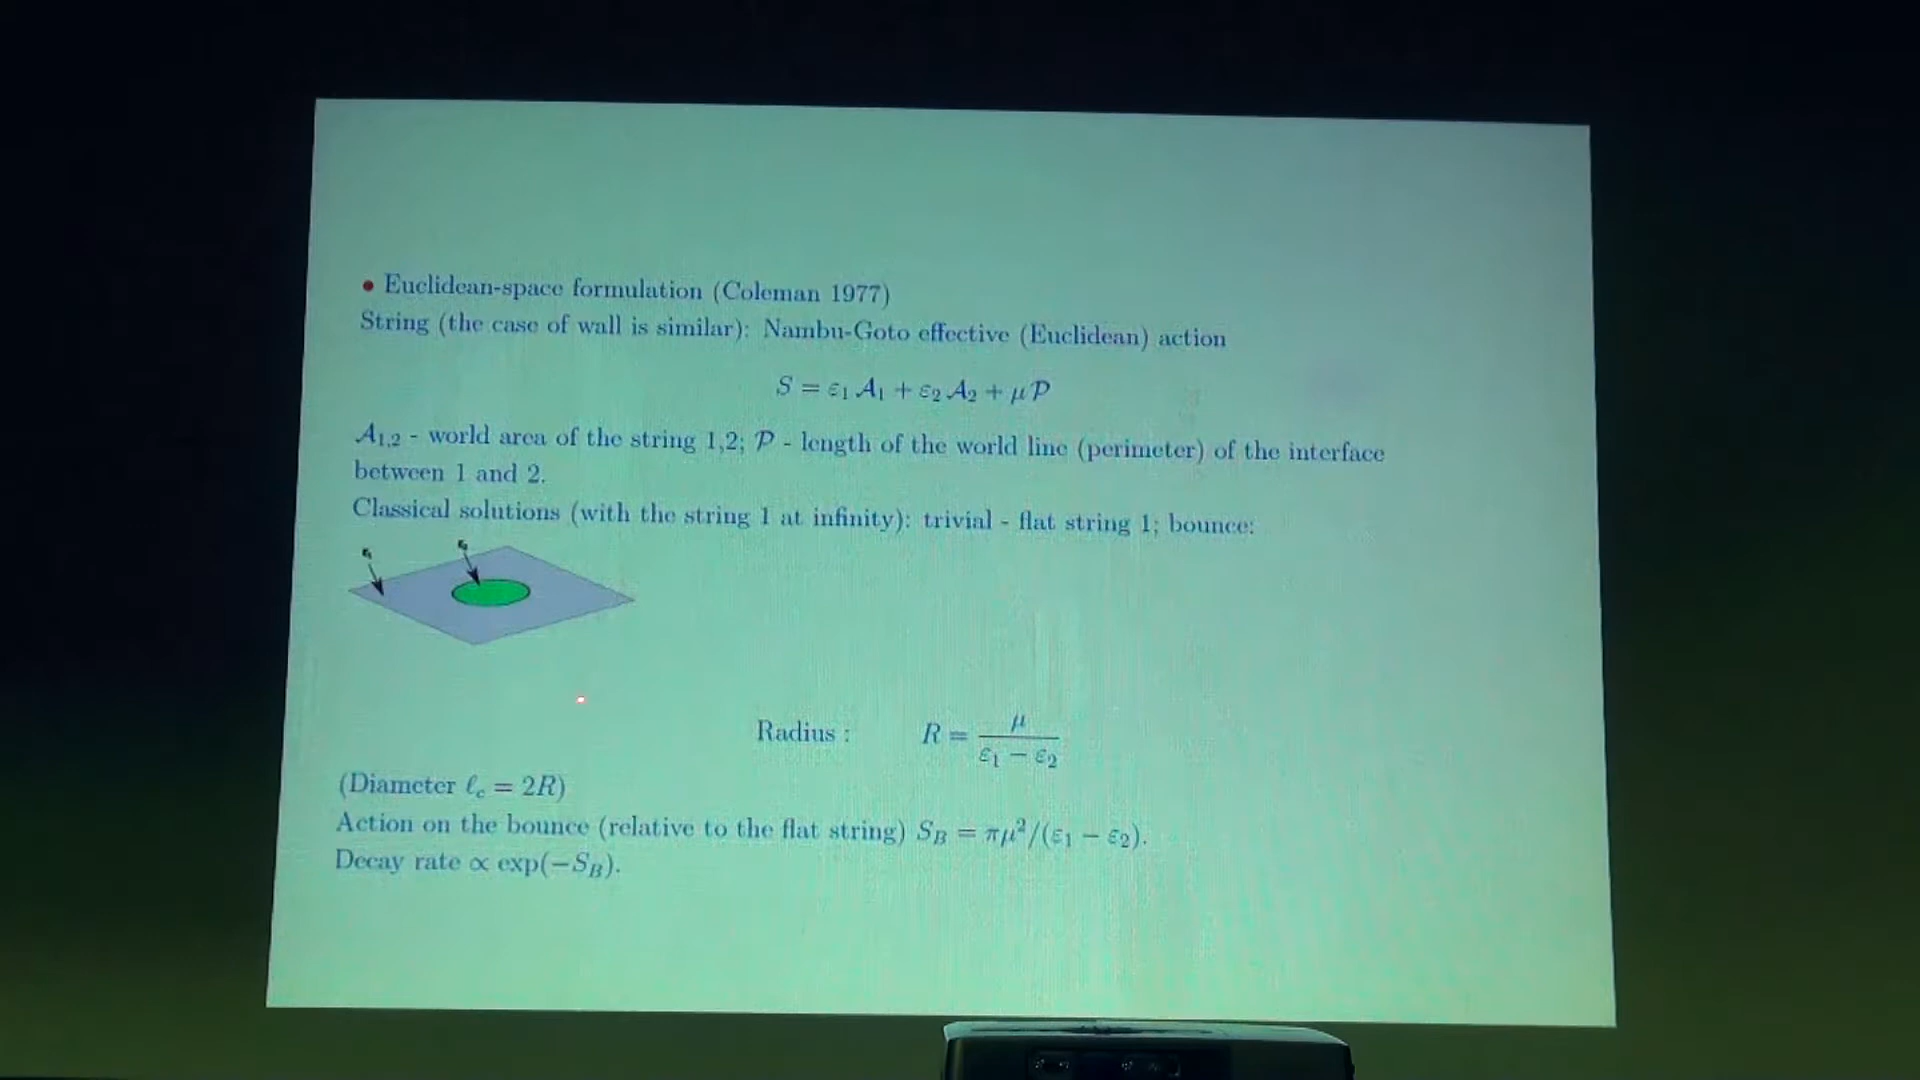 • Euclidean-space formulation (Coleman 1977)
String (the case of wall is similar): Nambu-Goto effective (Euclidean) action
S = ε₁ A₁ + ε₂ A₂ + μ P
A₁,₂ - world area of the string 1,2; P - length of the world line (perimeter) of the interface
between 1 and 2.
Classical solutions (with the string 1 at infinity): trivial - flat string 1; bounce:
Radius : R = μ / (ε₁ − ε₂)
(Diameter ℓc = 2R)
Action on the bounce (relative to the flat string) S_B = πμ²/(ε₁ − ε₂).
Decay rate ∝ exp(−S_B).